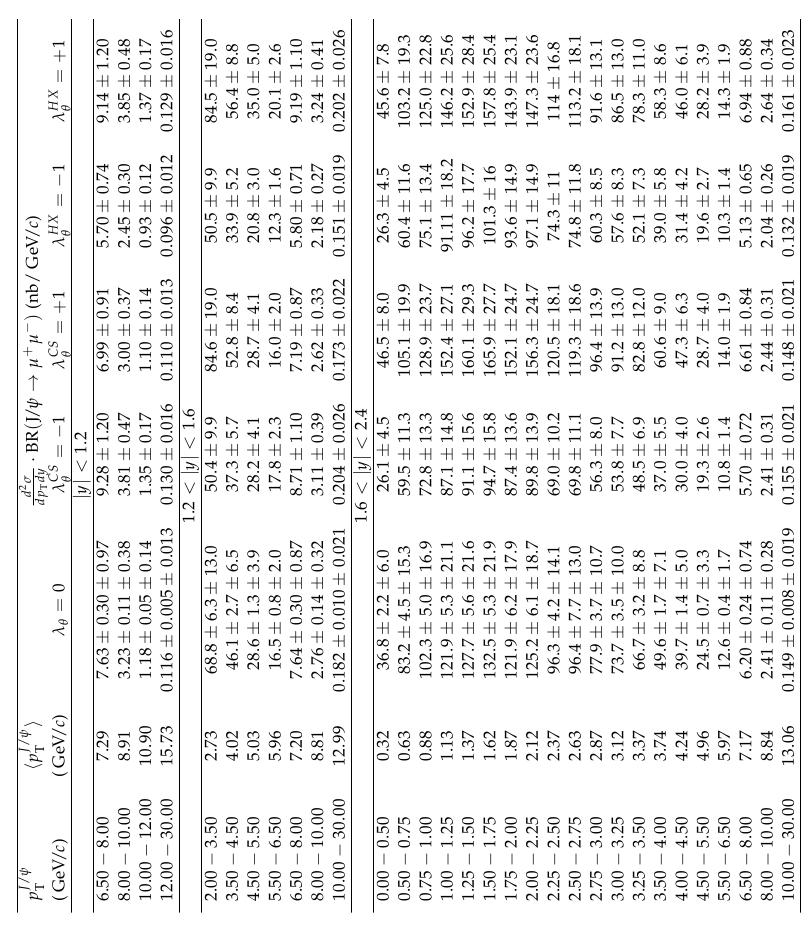 p_T^{J/ψ} ⟨p_T^{J/ψ}⟩ d²σ/dp_Tdy · BR(J/ψ → μ⁺μ⁻) (nb / GeV/c)
(GeV/c) (GeV/c) λ_θ = 0 λ_θ^{CS} = −1 λ_θ^{CS} = +1 λ_θ^{HX} = −1 λ_θ^{HX} = +1
|y| < 1.2
6.50 − 8.00 7.29 7.63 ± 0.30 ± 0.97 9.28 ± 1.20 6.99 ± 0.91 5.70 ± 0.74 9.14 ± 1.20
8.00 − 10.00 8.91 3.23 ± 0.11 ± 0.38 3.81 ± 0.47 3.00 ± 0.37 2.45 ± 0.30 3.85 ± 0.48
10.00 − 12.00 10.90 1.18 ± 0.05 ± 0.14 1.35 ± 0.17 1.10 ± 0.14 0.93 ± 0.12 1.37 ± 0.17
12.00 − 30.00 15.73 0.116 ± 0.005 ± 0.013 0.130 ± 0.016 0.110 ± 0.013 0.096 ± 0.012 0.129 ± 0.016
1.2 < |y| < 1.6
2.00 − 3.50 2.73 68.8 ± 6.3 ± 13.0 50.4 ± 9.9 84.6 ± 19.0 50.5 ± 9.9 84.5 ± 19.0
3.50 − 4.50 4.02 46.1 ± 2.7 ± 6.5 37.3 ± 5.7 52.8 ± 8.4 33.9 ± 5.2 56.4 ± 8.8
4.50 − 5.50 5.03 28.6 ± 1.3 ± 3.9 28.2 ± 4.1 28.7 ± 4.1 20.8 ± 3.0 35.0 ± 5.0
5.50 − 6.50 5.96 16.5 ± 0.8 ± 2.0 17.8 ± 2.3 16.0 ± 2.0 12.3 ± 1.6 20.1 ± 2.6
6.50 − 8.00 7.20 7.64 ± 0.30 ± 0.87 8.71 ± 1.10 7.19 ± 0.87 5.80 ± 0.71 9.19 ± 1.10
8.00 − 10.00 8.81 2.76 ± 0.14 ± 0.32 3.11 ± 0.39 2.62 ± 0.33 2.18 ± 0.27 3.24 ± 0.41
10.00 − 30.00 12.99 0.182 ± 0.010 ± 0.021 0.204 ± 0.026 0.173 ± 0.022 0.151 ± 0.019 0.202 ± 0.026
1.6 < |y| < 2.4
0.00 − 0.50 0.32 36.8 ± 2.2 ± 6.0 26.1 ± 4.5 46.5 ± 8.0 26.3 ± 4.5 45.6 ± 7.8
0.50 − 0.75 0.63 83.2 ± 4.5 ± 15.3 59.5 ± 11.3 105.1 ± 19.9 60.4 ± 11.6 103.2 ± 19.3
0.75 − 1.00 0.88 102.3 ± 5.0 ± 16.9 72.8 ± 13.3 128.9 ± 23.7 75.1 ± 13.4 125.0 ± 22.8
1.00 − 1.25 1.13 121.9 ± 5.3 ± 21.1 87.1 ± 14.8 152.4 ± 27.1 91.11 ± 18.2 146.2 ± 25.6
1.25 − 1.50 1.37 127.7 ± 5.6 ± 21.6 91.1 ± 15.6 160.1 ± 29.3 96.2 ± 17.7 152.9 ± 28.4
1.50 − 1.75 1.62 132.5 ± 5.3 ± 21.9 94.7 ± 15.8 165.9 ± 27.7 101.3 ± 16 157.8 ± 25.4
1.75 − 2.00 1.87 121.9 ± 6.2 ± 17.9 87.4 ± 13.6 152.1 ± 24.7 93.6 ± 14.9 143.9 ± 23.1
2.00 − 2.25 2.12 125.2 ± 6.1 ± 18.7 89.8 ± 13.9 156.3 ± 24.7 97.1 ± 14.9 147.3 ± 23.6
2.25 − 2.50 2.37 96.3 ± 4.2 ± 14.1 69.0 ± 10.2 120.5 ± 18.1 74.3 ± 11 114 ± 16.8
2.50 − 2.75 2.63 96.4 ± 7.7 ± 13.0 69.8 ± 11.1 119.3 ± 18.6 74.8 ± 11.8 113.2 ± 18.1
2.75 − 3.00 2.87 77.9 ± 3.7 ± 10.7 56.3 ± 8.0 96.4 ± 13.9 60.3 ± 8.5 91.6 ± 13.1
3.00 − 3.25 3.12 73.7 ± 3.5 ± 10.0 53.8 ± 7.7 91.2 ± 13.0 57.6 ± 8.3 86.5 ± 13.0
3.25 − 3.50 3.37 66.7 ± 3.2 ± 8.8 48.5 ± 6.9 82.8 ± 12.0 52.1 ± 7.3 78.3 ± 11.0
3.50 − 4.00 3.74 49.6 ± 1.7 ± 7.1 37.0 ± 5.5 60.6 ± 9.0 39.0 ± 5.8 58.3 ± 8.6
4.00 − 4.50 4.24 39.7 ± 1.4 ± 5.0 30.0 ± 4.0 47.3 ± 6.3 31.4 ± 4.2 46.0 ± 6.1
4.50 − 5.50 4.96 24.5 ± 0.7 ± 3.3 19.3 ± 2.6 28.7 ± 4.0 19.6 ± 2.7 28.2 ± 3.9
5.50 − 6.50 5.97 12.6 ± 0.4 ± 1.7 10.8 ± 1.4 14.0 ± 1.9 10.3 ± 1.4 14.3 ± 1.9
6.50 − 8.00 7.17 6.20 ± 0.24 ± 0.74 5.70 ± 0.72 6.61 ± 0.84 5.13 ± 0.65 6.94 ± 0.88
8.00 − 10.00 8.84 2.41 ± 0.11 ± 0.28 2.41 ± 0.31 2.44 ± 0.31 2.04 ± 0.26 2.64 ± 0.34
10.00 − 30.00 13.06 0.149 ± 0.008 ± 0.019 0.155 ± 0.021 0.148 ± 0.021 0.132 ± 0.019 0.161 ± 0.023